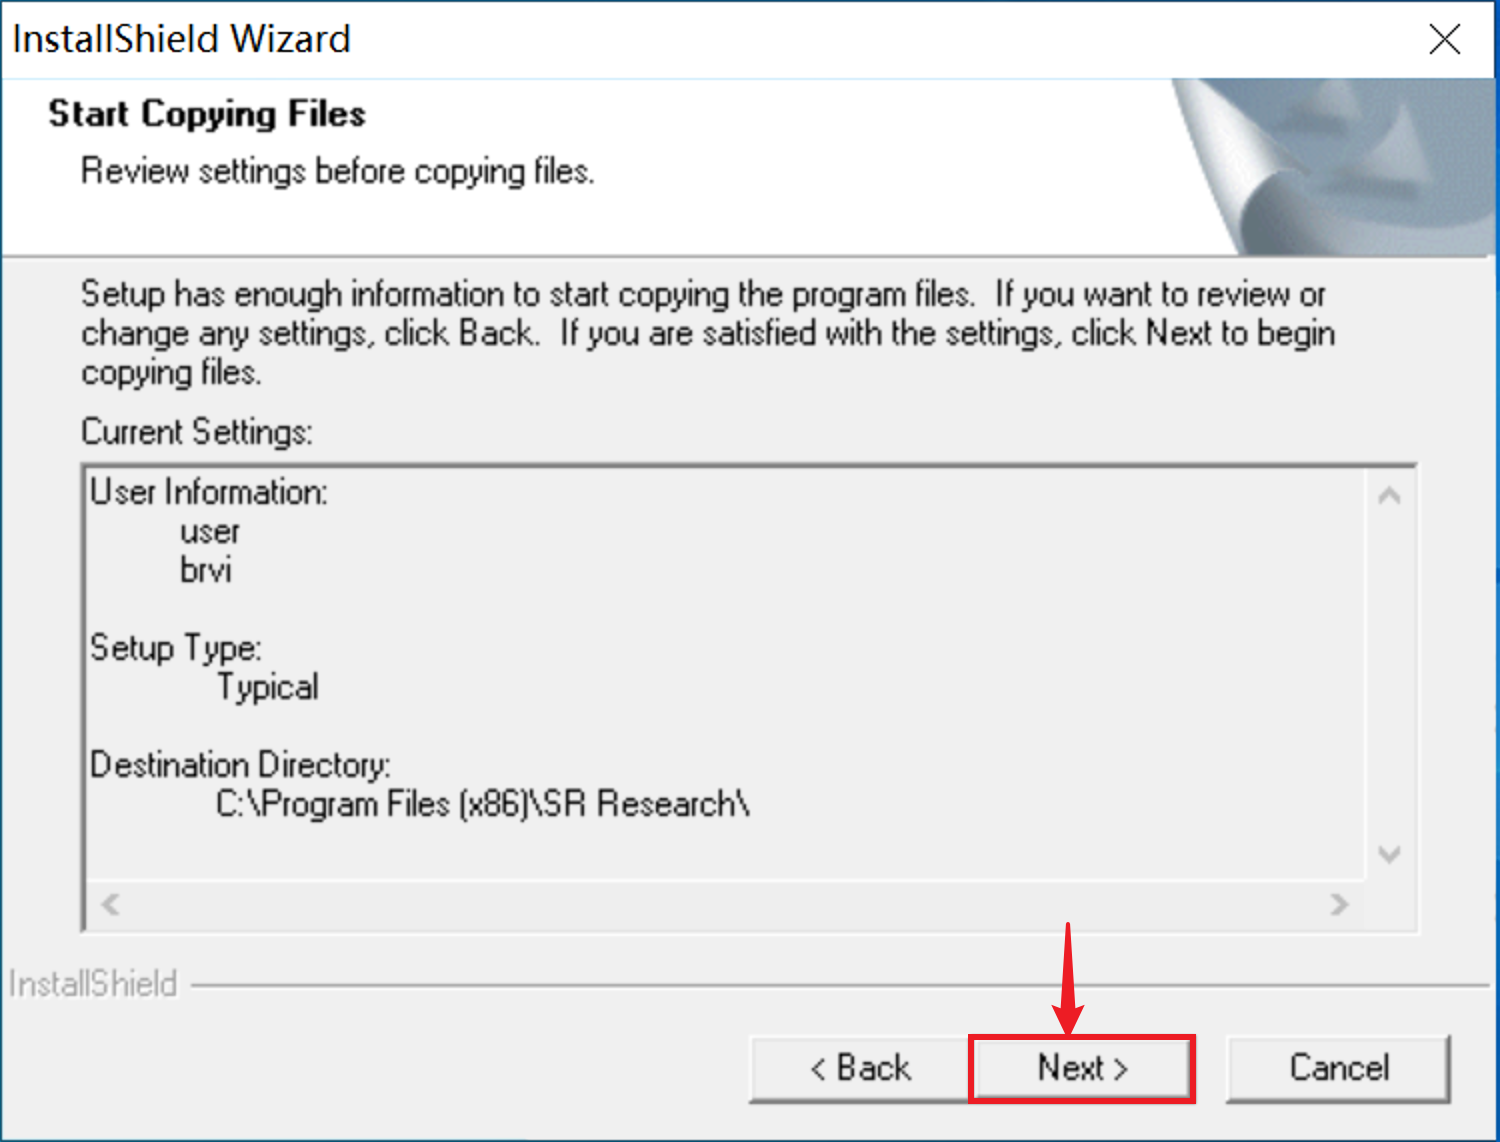 InstallShield Wizard
Start Copying Files
Review settings before copying files.
Setup has enough information to start copying the program files.  If you want to review or
change any settings, click Back.  If you are satisfied with the settings, click Next to begin
copying files.
Current Settings:
User Information:
user
brvi
Setup Type:
Typical
Destination Directory:
C:\Program Files (x86)\SR Research\
InstallShield
< Back
Next >
Cancel